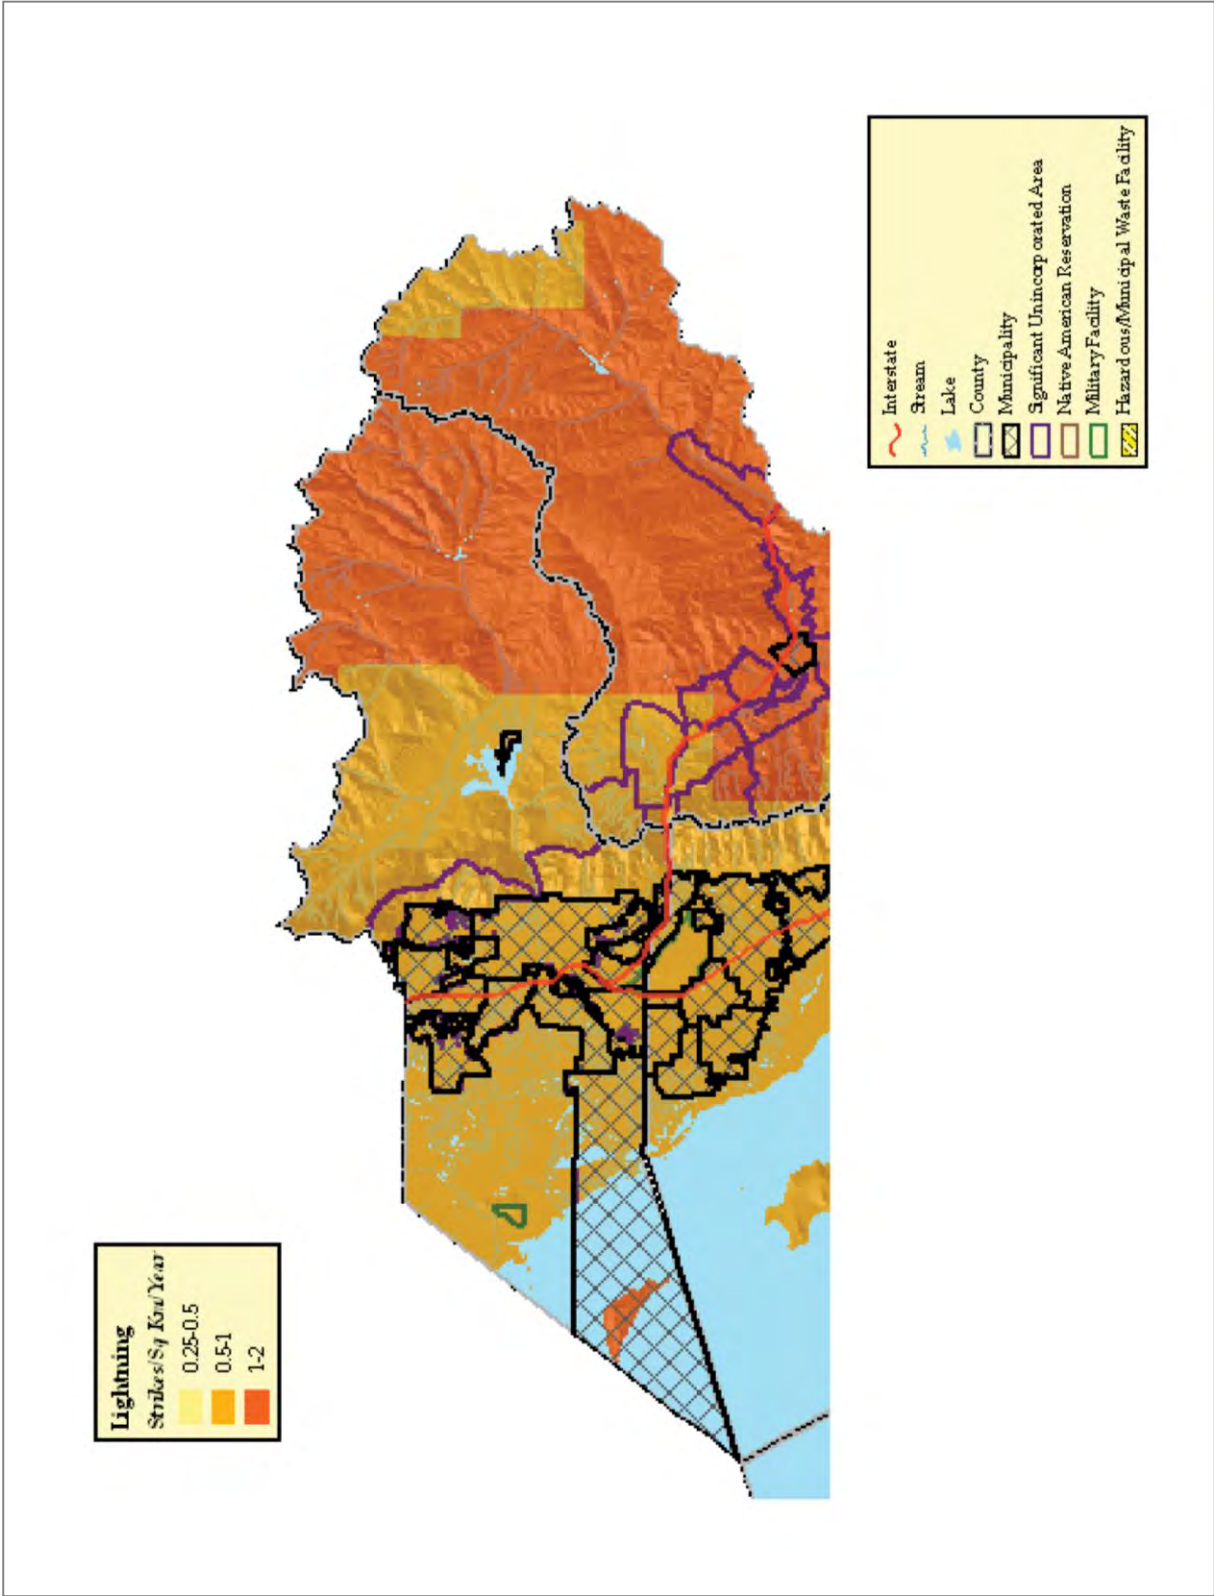 Lightning
Strikes/Sq Km/Year
0.25-0.5
0.5-1
1-2
Interstate
Stream
Lake
County
Municipality
Significant Unincorporated Area
Native American Reservation
Military Facility
Hazardous/Municipal Waste Facility